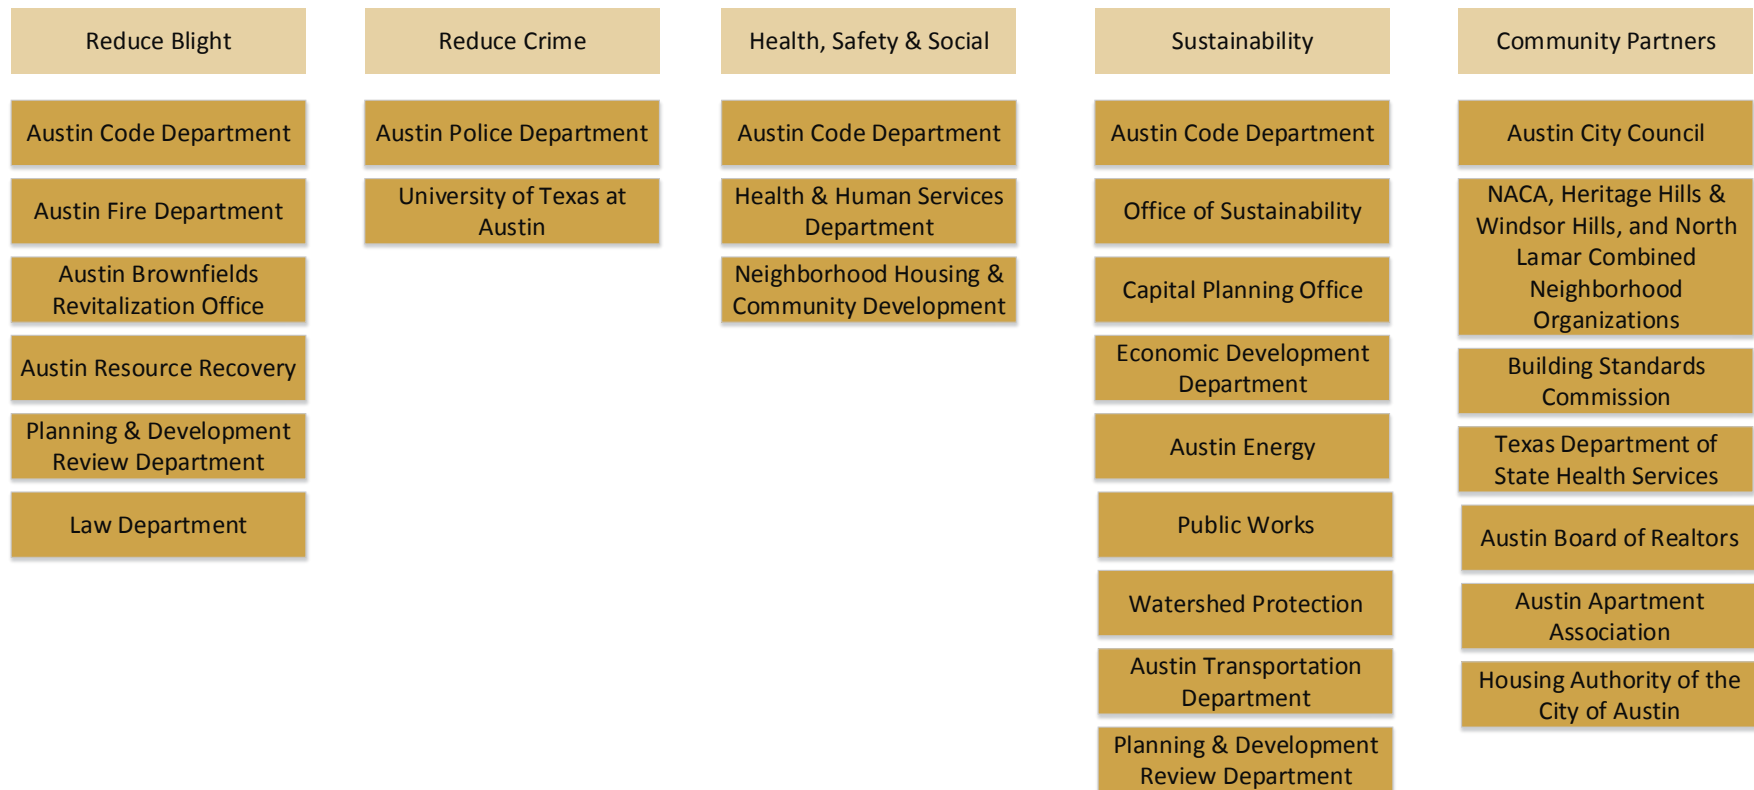 Reduce Blight
Austin Code Department
Austin Fire Department
Austin Brownfields
Revitalization Office
Austin Resource Recovery
Planning & Development
Review Department
Law Department
Reduce Crime
Austin Police Department
University of Texas at
Austin
Health, Safety & Social
Austin Code Department
Health & Human Services
Department
Neighborhood Housing &
Community Development
Sustainability
Austin Code Department
Office of Sustainability
Capital Planning Office
Economic Development
Department
Austin Energy
Public Works
Watershed Protection
Austin Transportation
Department
Planning & Development
Review Department
Community Partners
Austin City Council
NACA, Heritage Hills &
Windsor Hills, and North
Lamar Combined
Neighborhood
Organizations
Building Standards
Commission
Texas Department of
State Health Services
Austin Board of Realtors
Austin Apartment
Association
Housing Authority of the
City of Austin